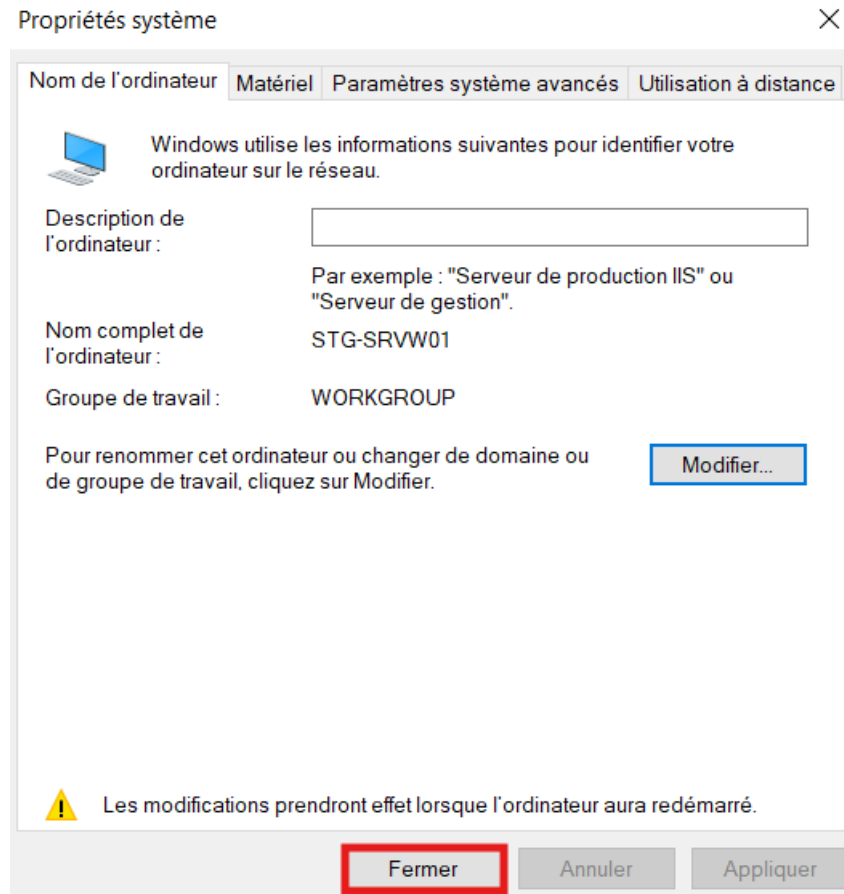 Propriétés système
Nom de l'ordinateur
Matériel
Paramètres système avancés
Utilisation à distance
Windows utilise les informations suivantes pour identifier votre
ordinateur sur le réseau.
Description de
l'ordinateur :
Par exemple : "Serveur de production IIS" ou
"Serveur de gestion".
Nom complet de
l'ordinateur :
STG-SRVW01
Groupe de travail :
WORKGROUP
Pour renommer cet ordinateur ou changer de domaine ou
de groupe de travail, cliquez sur Modifier.
Modifier...
Les modifications prendront effet lorsque l'ordinateur aura redémarré.
Fermer
Annuler
Appliquer